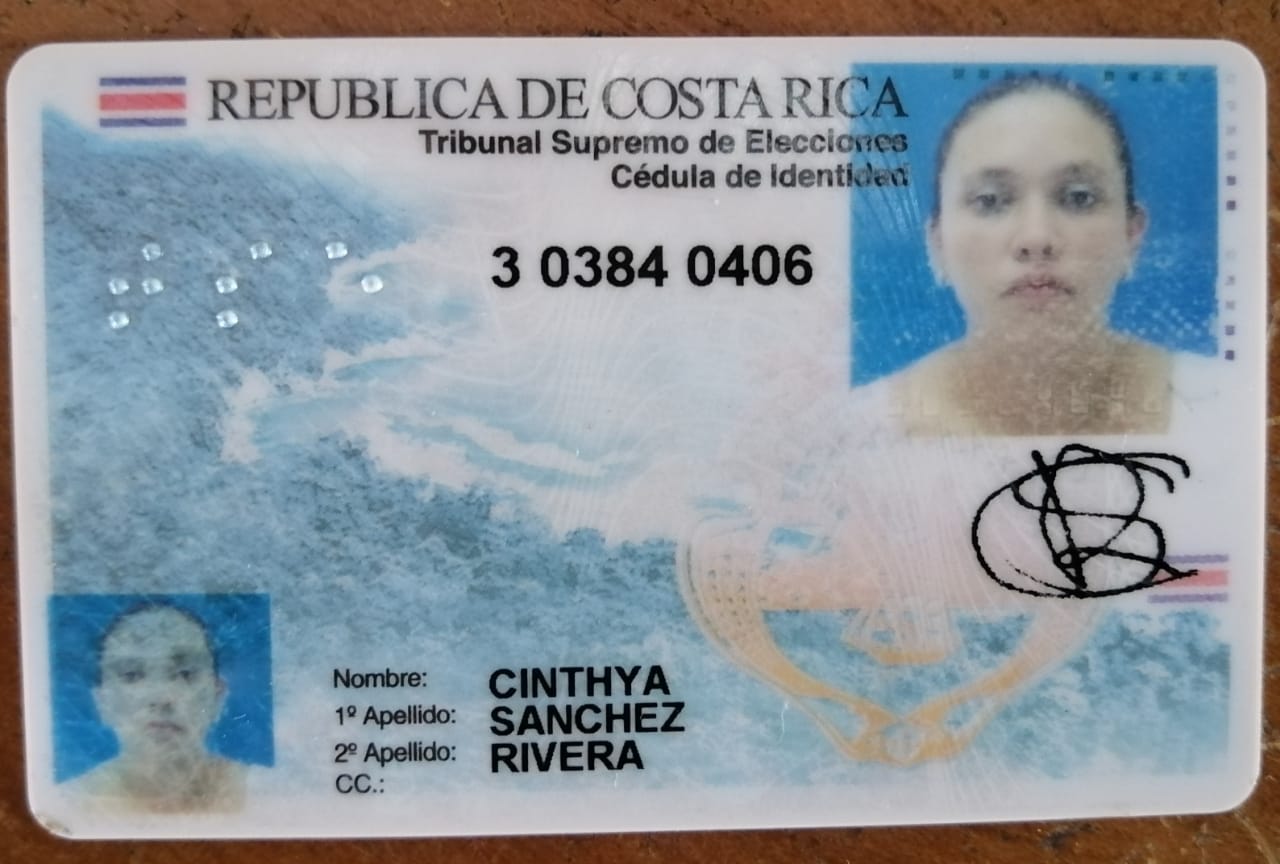 REPUBLICA DE COSTA RICA
Tribunal Supremo de Elecciones
Cédula de Identidad
3 0384 0406
Nombre: CINTHYA
1º Apellido: SANCHEZ
2º Apellido: RIVERA
CC.: